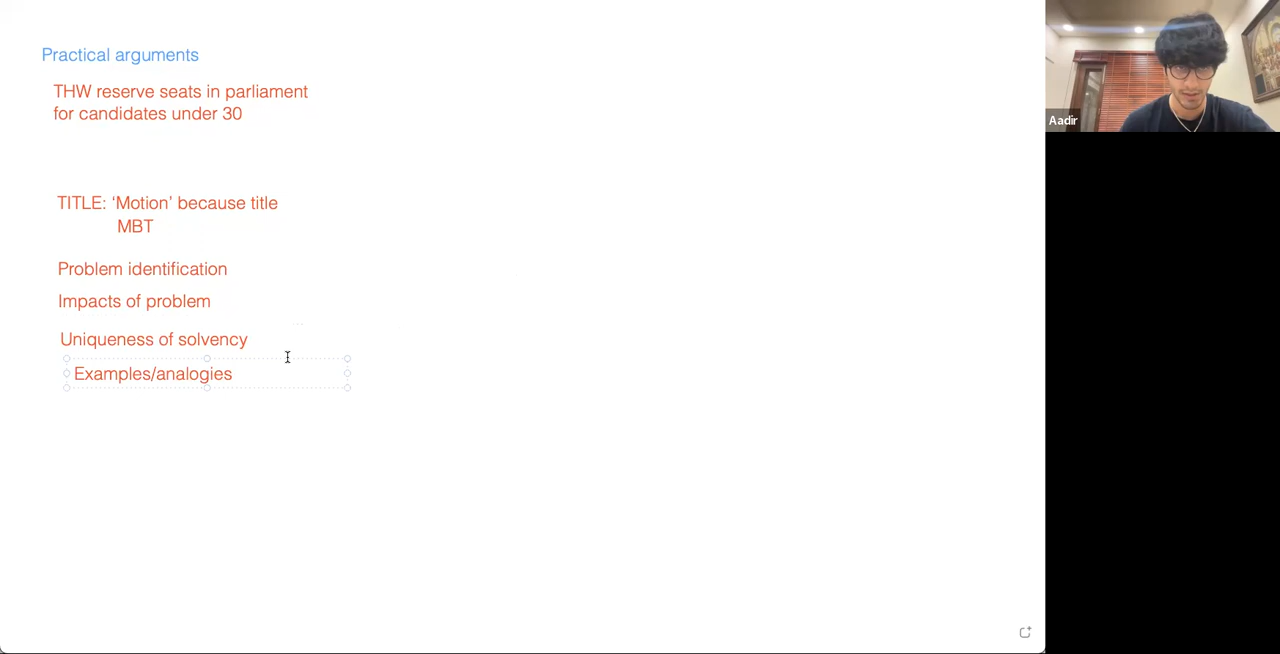 Practical arguments
THW reserve seats in parliament
for candidates under 30
TITLE: ‘Motion’ because title
MBT
Problem identification
Impacts of problem
Uniqueness of solvency
Examples/analogies
Aadir